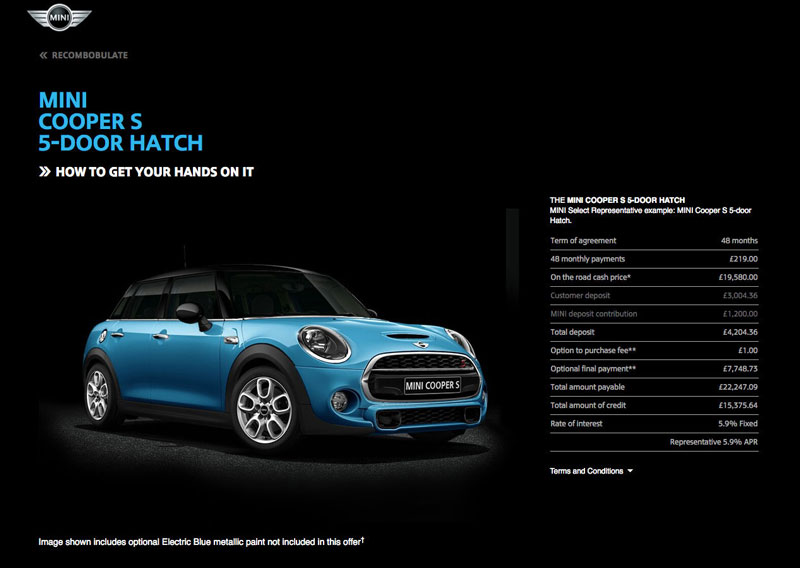 MINI
« RECOMBOBULATE
MINI
COOPER S
5-DOOR HATCH
» HOW TO GET YOUR HANDS ON IT
THE MINI COOPER S 5-DOOR HATCH
MINI Select Representative example: MINI Cooper S 5-door
Hatch.
Term of agreement 48 months
48 monthly payments £219.00
On the road cash price* £19,580.00
Customer deposit £3,004.36
MINI deposit contribution £1,200.00
Total deposit £4,204.36
Option to purchase fee** £1.00
Optional final payment** £7,748.73
Total amount payable £22,247.09
Total amount of credit £15,375.64
Rate of interest 5.9% Fixed
Representative 5.9% APR
Terms and Conditions
MINI COOPER S
Image shown includes optional Electric Blue metallic paint not included in this offer†